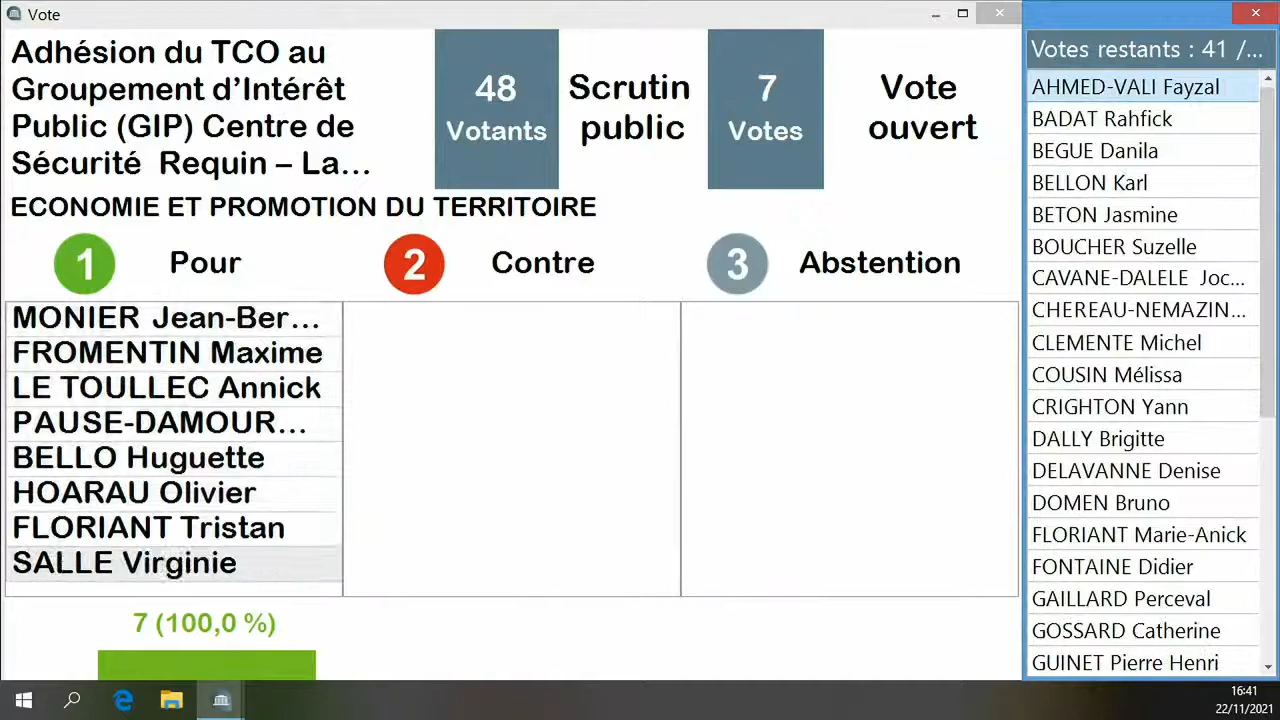 Vote
Adhésion du TCO au
Groupement d’Intérêt
Public (GIP) Centre de
Sécurité Requin – La...
48
Votants
Scrutin
public
7
Votes
Vote
ouvert
ECONOMIE ET PROMOTION DU TERRITOIRE
1 Pour
2 Contre
3 Abstention
MONIER Jean-Ber...
FROMENTIN Maxime
LE TOULLEC Annick
PAUSE-DAMOUR...
BELLO Huguette
HOARAU Olivier
FLORIANT Tristan
SALLE Virginie
7 (100,0 %)
Votes restants : 41 /...
AHMED-VALI Fayzal
BADAT Rahfick
BEGUE Danila
BELLON Karl
BETON Jasmine
BOUCHER Suzelle
CAVANE-DALELE Joc...
CHEREAU-NEMAZIN...
CLEMENTE Michel
COUSIN Mélissa
CRIGHTON Yann
DALLY Brigitte
DELAVANNE Denise
DOMEN Bruno
FLORIANT Marie-Anick
FONTAINE Didier
GAILLARD Perceval
GOSSARD Catherine
GUINET Pierre Henri
16:41
22/11/2021